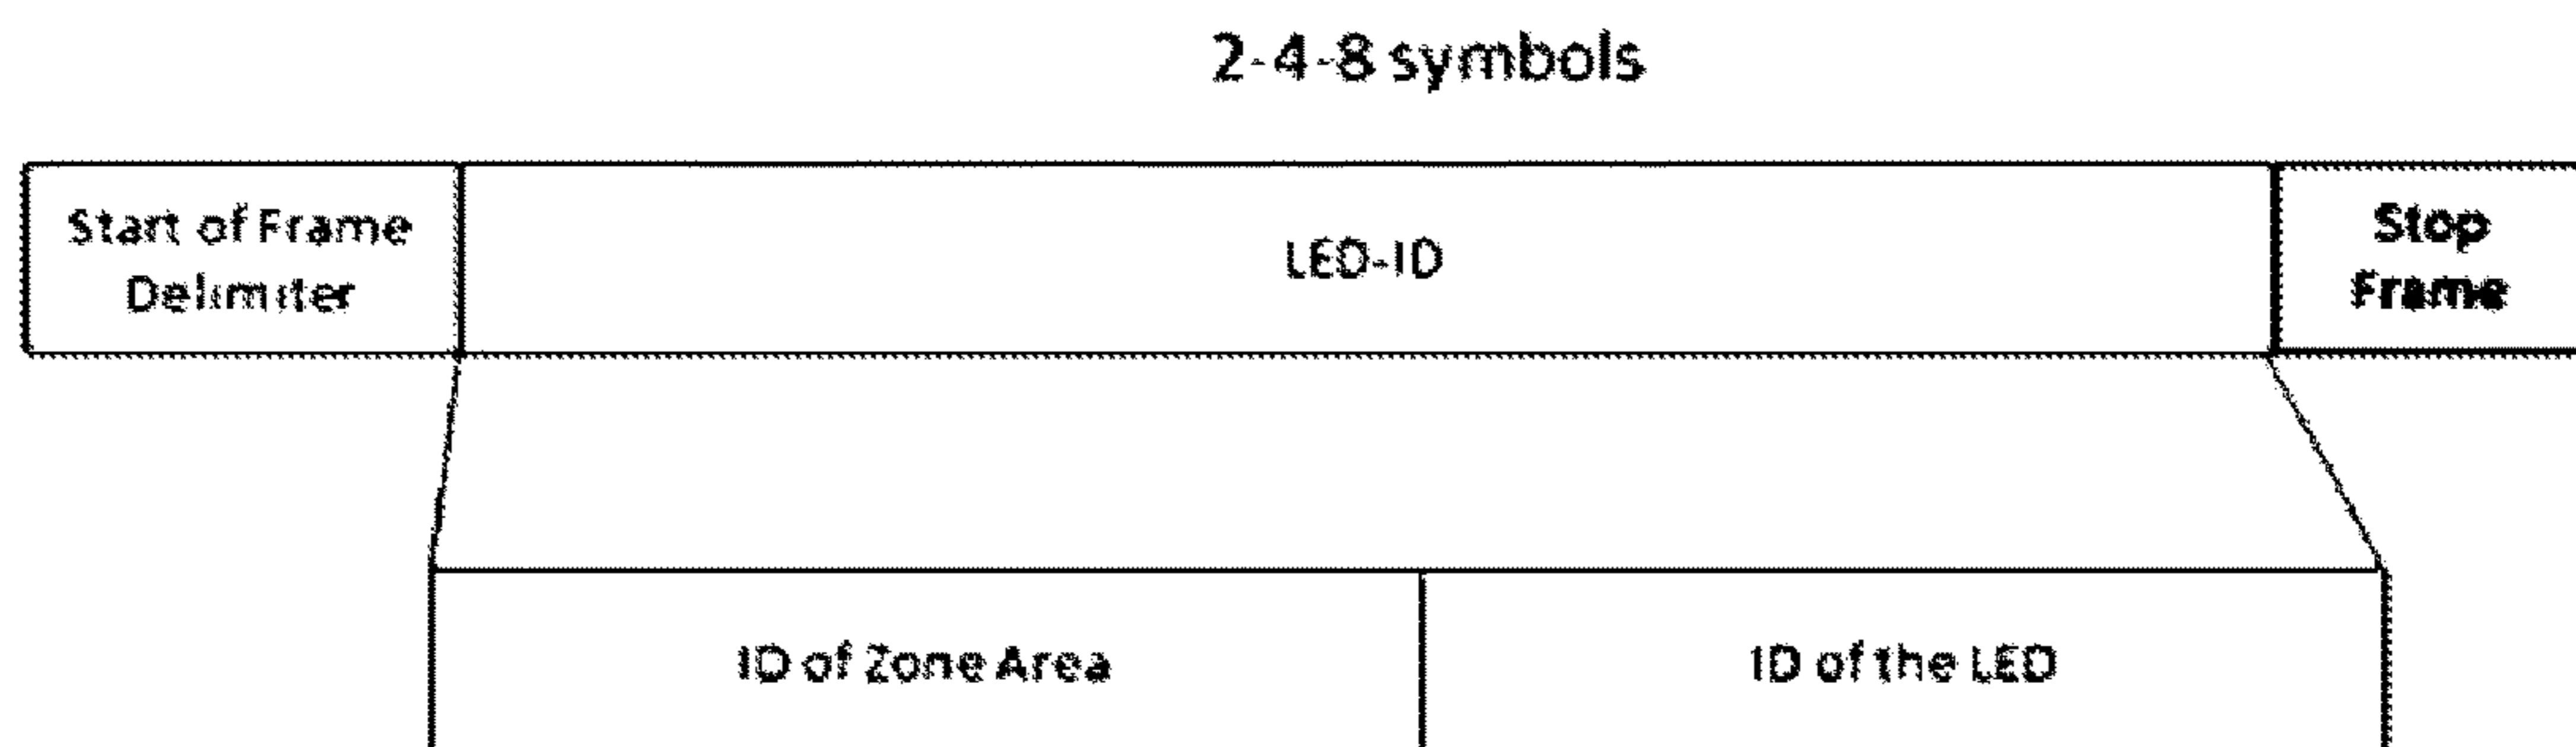 2-4-8 symbols
Start of Frame
Delimiter
LED-ID
Stop
Frame
ID of Zone Area
ID of the LED